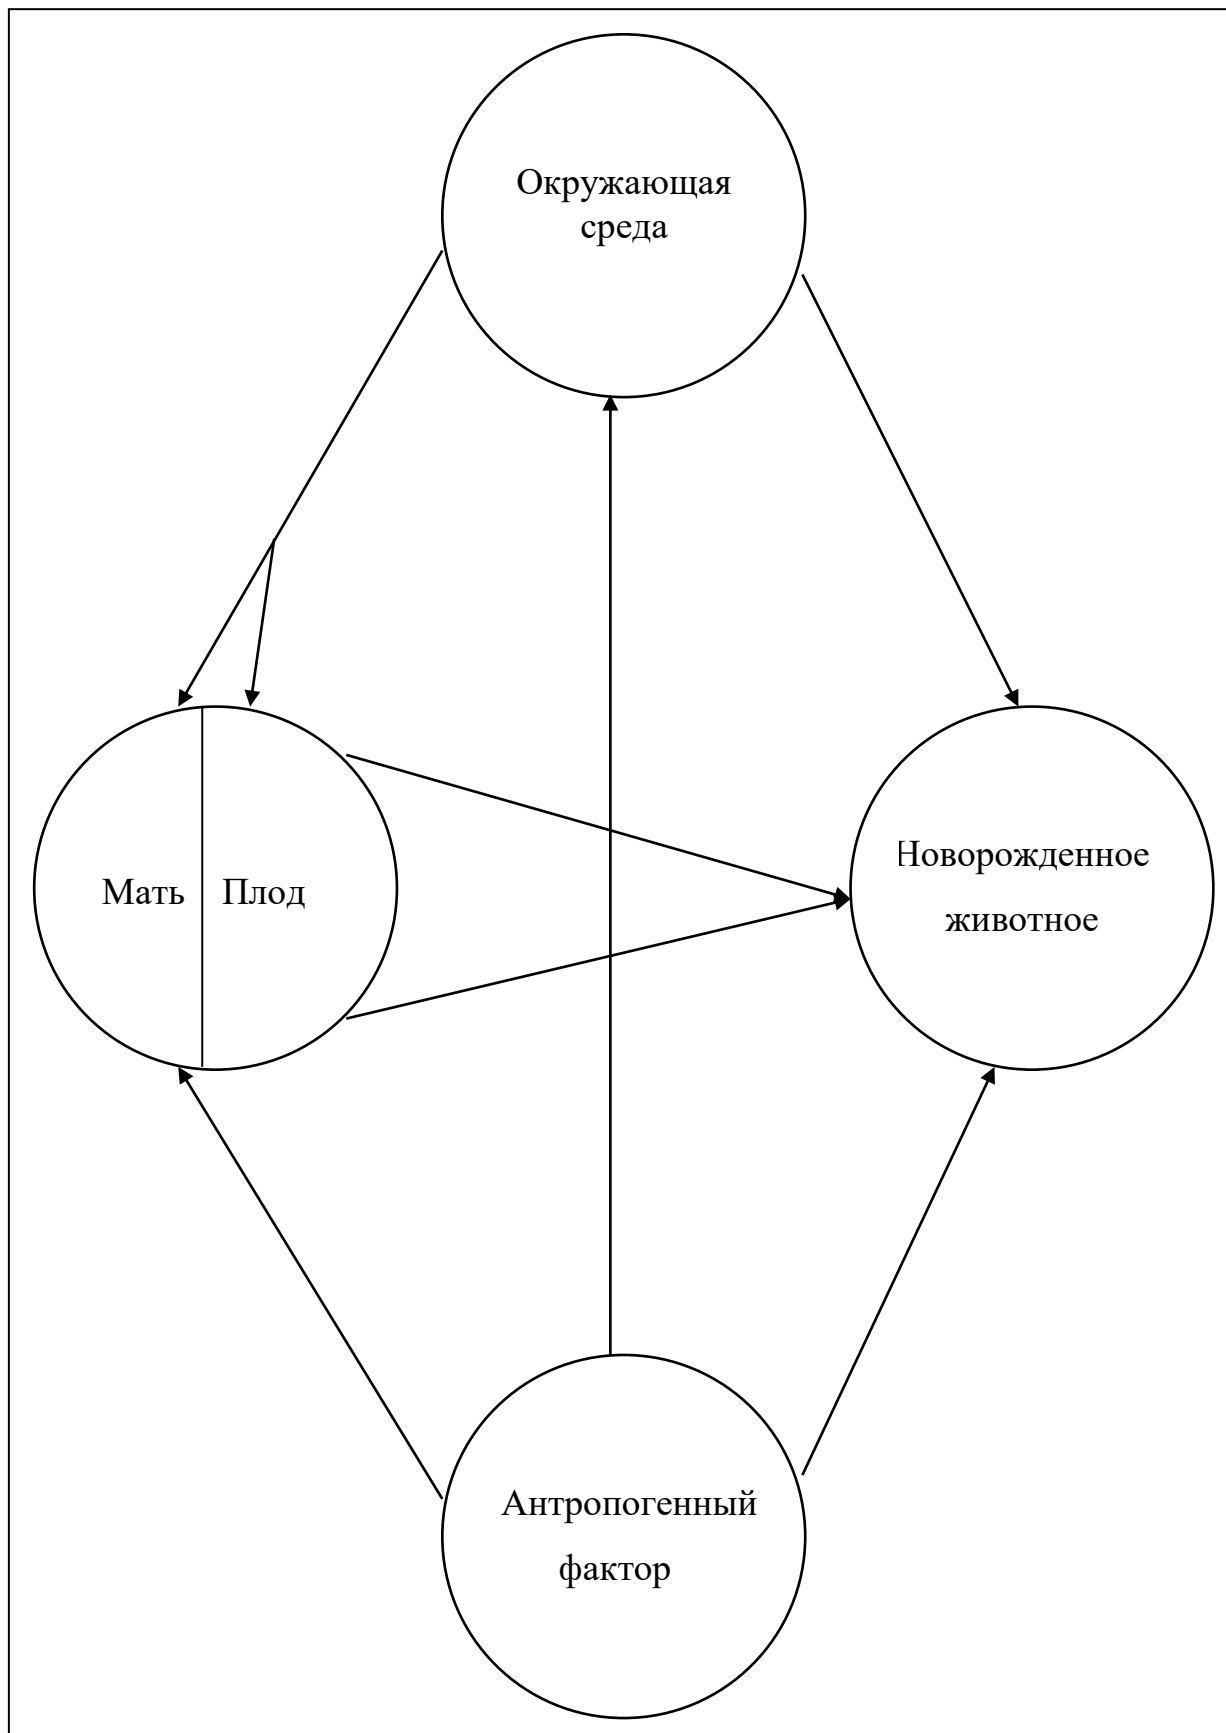 Окружающая
среда
Мать Плод
Новорожденное
животное
Антропогенный
фактор